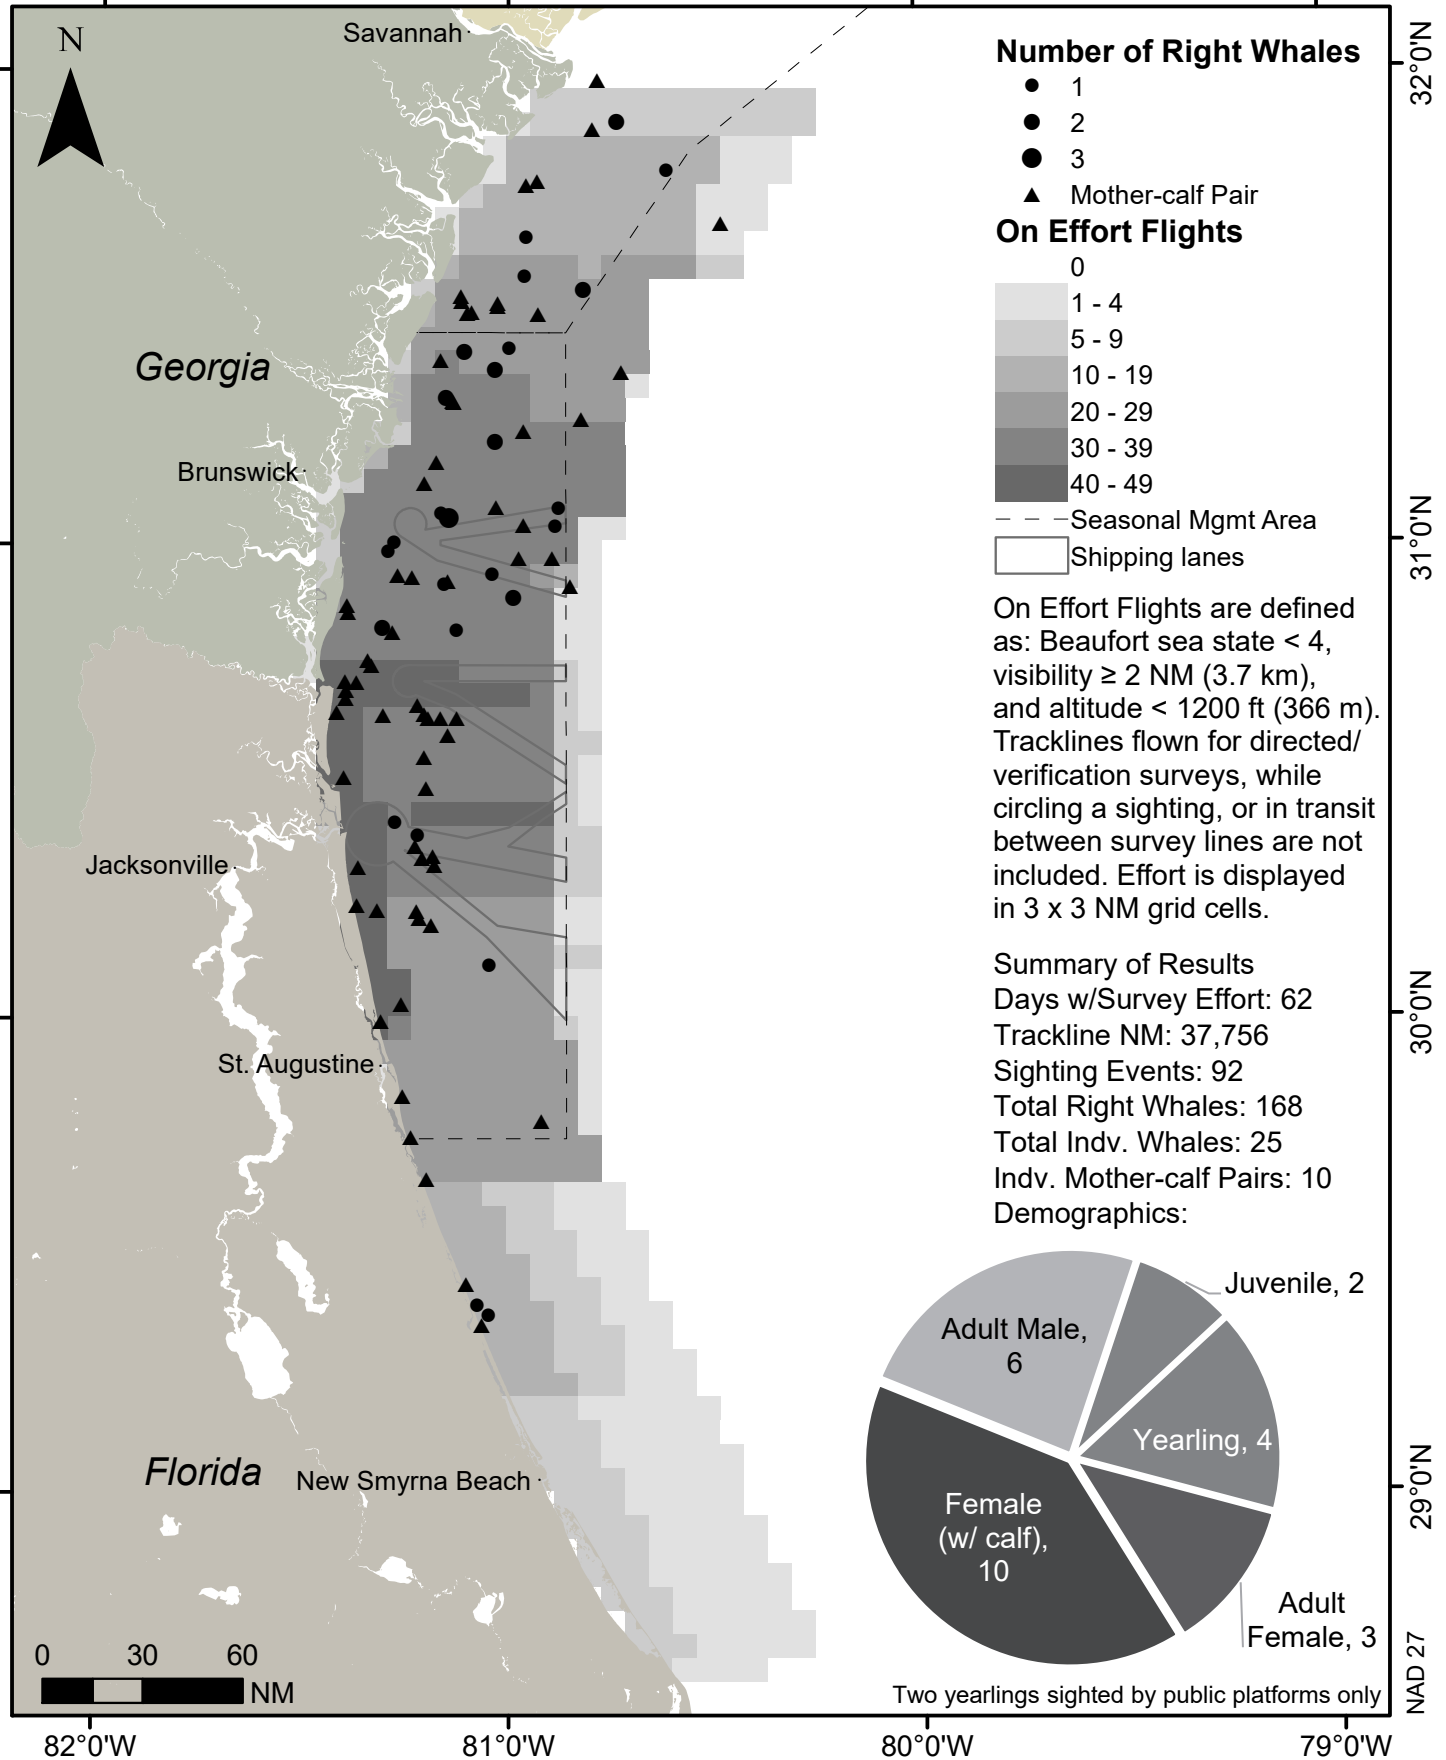 N
Savannah
Georgia
Brunswick
Jacksonville
St. Augustine
Florida
New Smyrna Beach
0 30 60
NM
Number of Right Whales
1
2
3
Mother-calf Pair
On Effort Flights
0
1 - 4
5 - 9
10 - 19
20 - 29
30 - 39
40 - 49
Seasonal Mgmt Area
Shipping lanes
On Effort Flights are defined
as: Beaufort sea state < 4,
visibility ≥ 2 NM (3.7 km),
and altitude < 1200 ft (366 m).
Tracklines flown for directed/
verification surveys, while
circling a sighting, or in transit
between survey lines are not
included. Effort is displayed
in 3 x 3 NM grid cells.
Summary of Results
Days w/Survey Effort: 62
Trackline NM: 37,756
Sighting Events: 92
Total Right Whales: 168
Total Indv. Whales: 25
Indv. Mother-calf Pairs: 10
Demographics:
Juvenile, 2
Adult Male,
6
Yearling, 4
Female
(w/ calf),
10
Adult
Female, 3
Two yearlings sighted by public platforms only
32°0'N
31°0'N
30°0'N
29°0'N
NAD 27
82°0'W 81°0'W 80°0'W 79°0'W